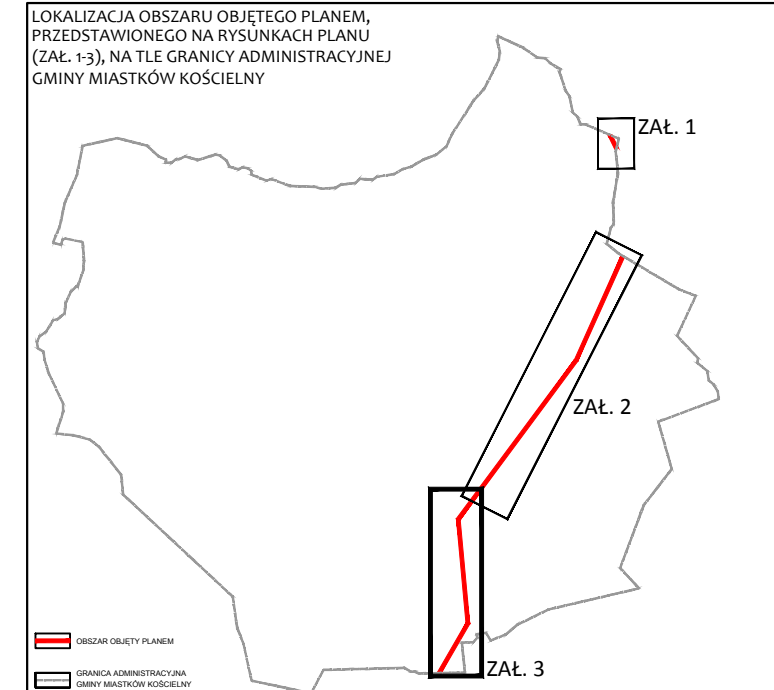 LOKALIZACJA OBSZARU OBJĘTEGO PLANEM,
PRZEDSTAWIONEGO NA RYSUNKACH PLANU
(ZAŁ. 1-3), NA TLE GRANICY ADMINISTRACYJNEJ
GMINY MIASTKÓW KOŚCIELNY
ZAŁ. 1
ZAŁ. 2
ZAŁ. 3
OBSZAR OBJĘTY PLANEM
GRANICA ADMINISTRACYJNA
GMINY MIASTKÓW KOŚCIELNY